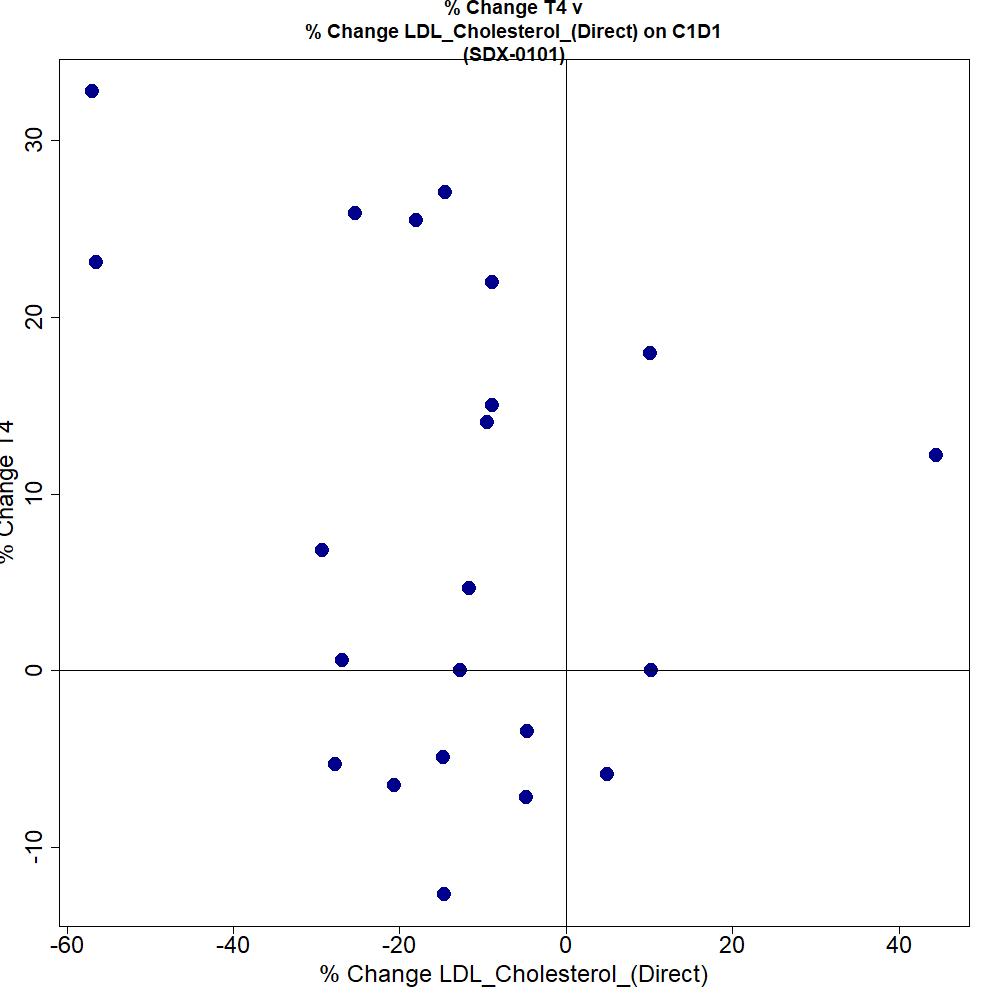 % Change T4 v
% Change LDL_Cholesterol_(Direct) on C1D1
(SDX-0101)
30
20
10
0
-10
% Change T4
-60 -40 -20 0 20 40
% Change LDL_Cholesterol_(Direct)